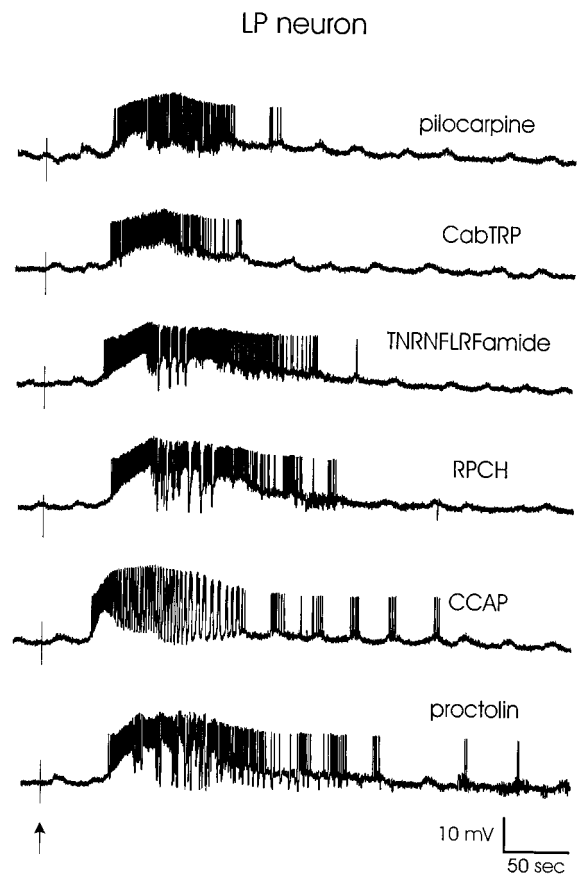 LP neuron
pilocarpine
CabTRP
TNRNFLRFamide
RPCH
CCAP
proctolin
10 mV
50 sec